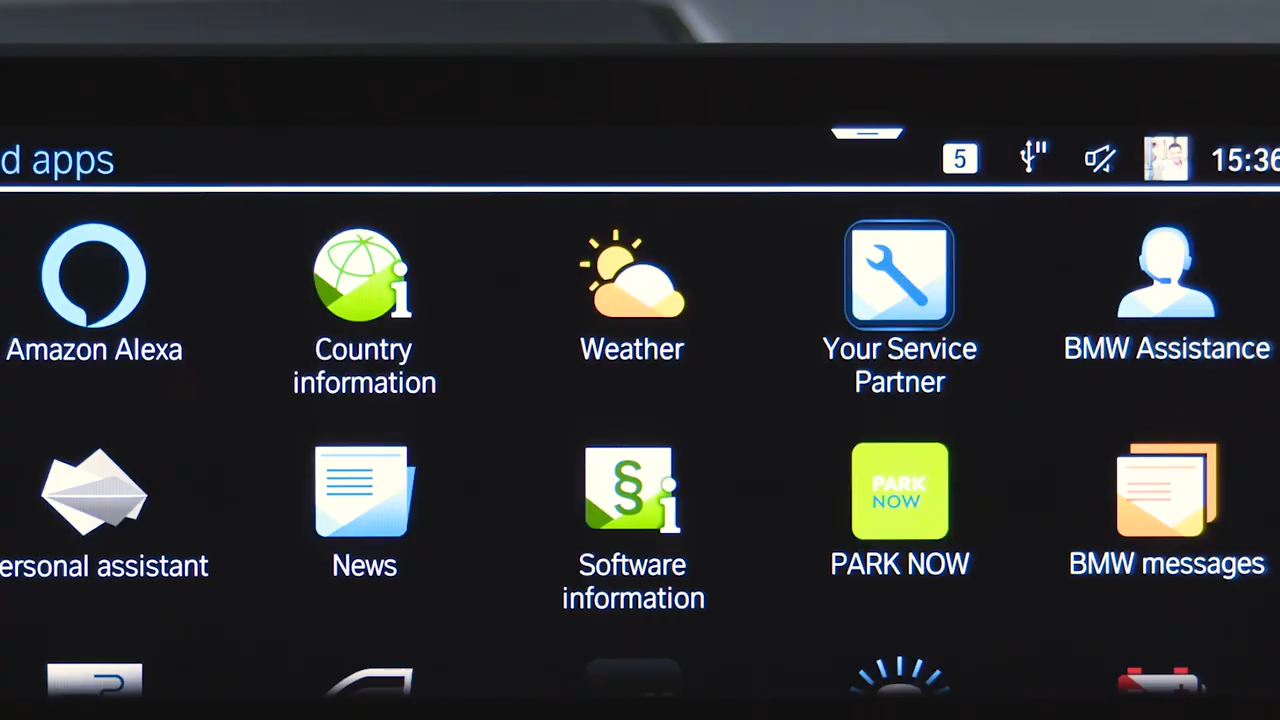 d apps
5
15:36
Amazon Alexa
Country
information
Weather
Your Service
Partner
BMW Assistance
PARK
NOW
ersonal assistant
News
Software
information
PARK NOW
BMW messages